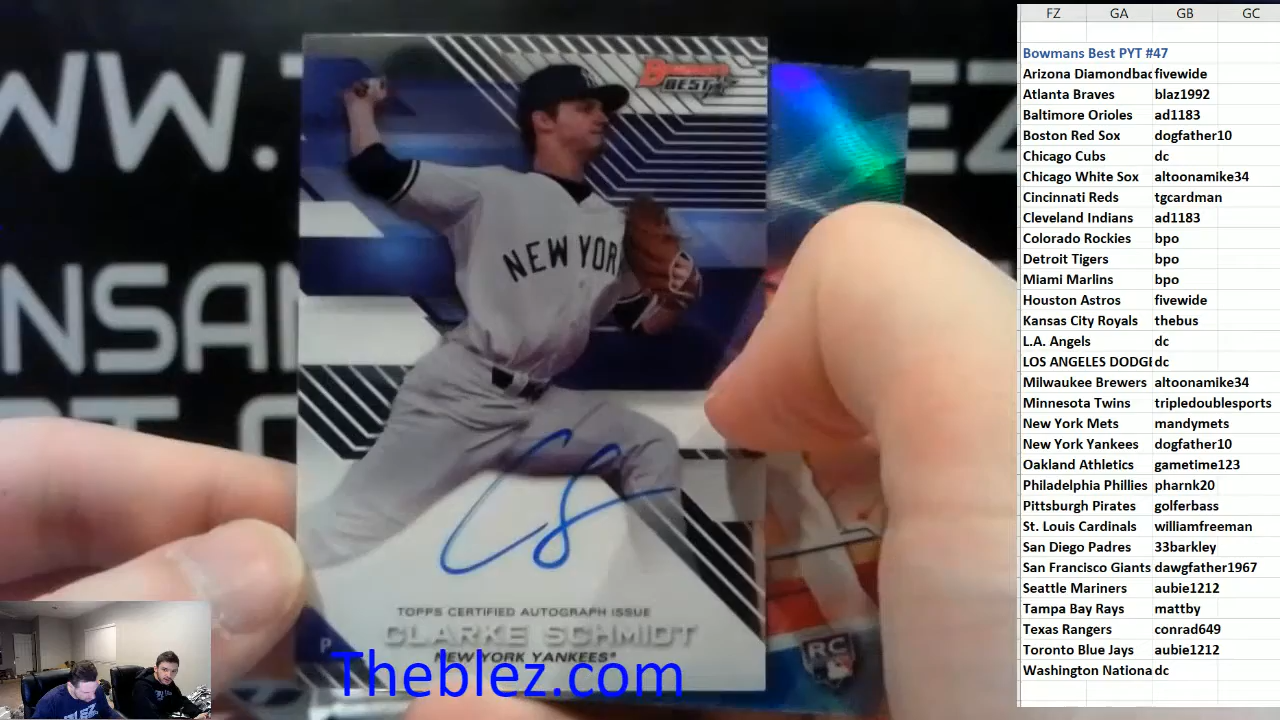 FZ GA GB GC
Bowmans Best PYT #47
Arizona Diamondbac fivewide
Atlanta Braves blaz1992
Baltimore Orioles ad1183
Boston Red Sox dogfather10
Chicago Cubs dc
Chicago White Sox altoonamike34
Cincinnati Reds tgcardman
Cleveland Indians ad1183
Colorado Rockies bpo
Detroit Tigers bpo
Miami Marlins bpo
Houston Astros fivewide
Kansas City Royals thebus
L.A. Angels dc
LOS ANGELES DODGE dc
Milwaukee Brewers altoonamike34
Minnesota Twins tripledoublesports
New York Mets mandymets
New York Yankees dogfather10
Oakland Athletics gametime123
Philadelphia Phillies pharnk20
Pittsburgh Pirates golferbass
St. Louis Cardinals williamfreeman
San Diego Padres 33barkley
San Francisco Giants dawgfather1967
Seattle Mariners aubie1212
Tampa Bay Rays mattby
Texas Rangers conrad649
Toronto Blue Jays aubie1212
Washington Nationa dc
BOWMAN'S
BEST
NEW YOR
CS
TOPPS CERTIFIED AUTOGRAPH ISSUE
P CLARKE SCHMIDT
NEW YORK YANKEES®
RC
Theblez.com